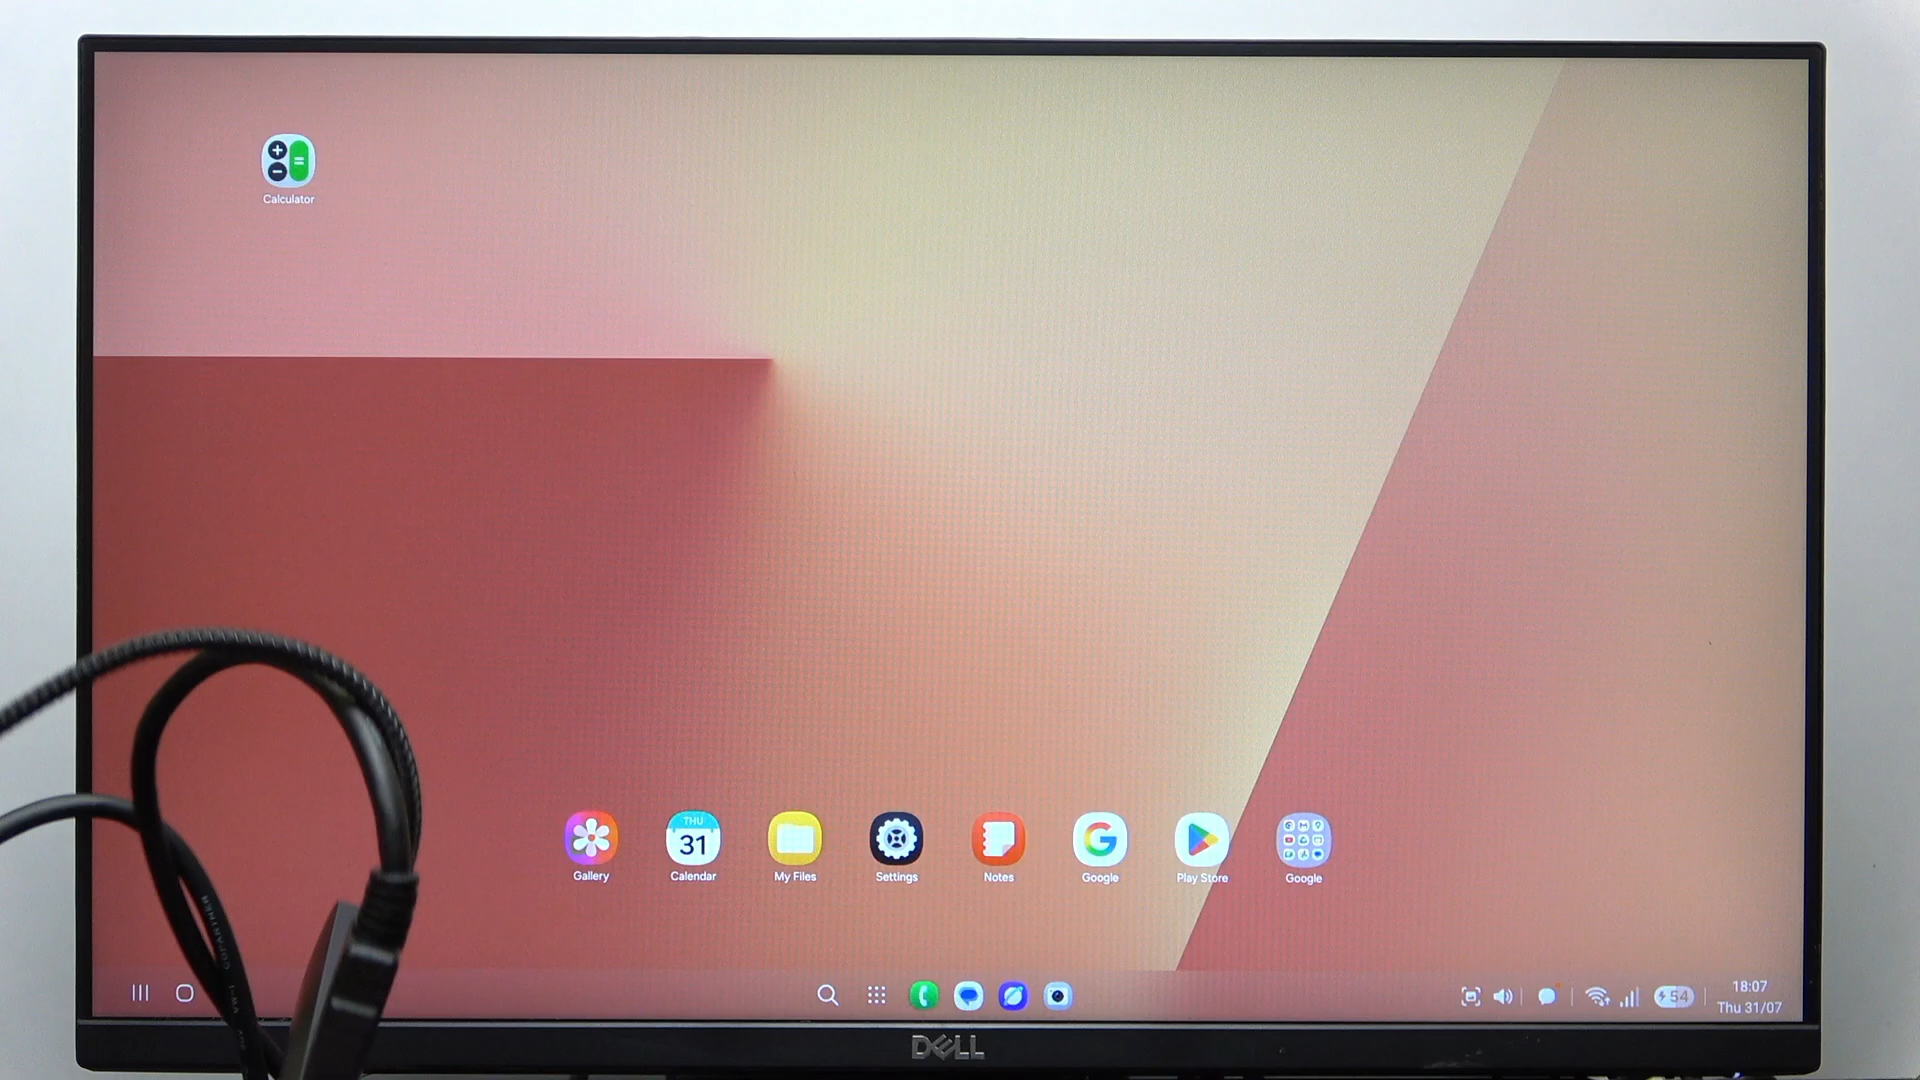 Calculator
THU
31
Gallery
Calendar
My Files
Settings
Notes
Google
Play Store
Google
54
18:07
Thu 31/07
DELL
COPARTNER